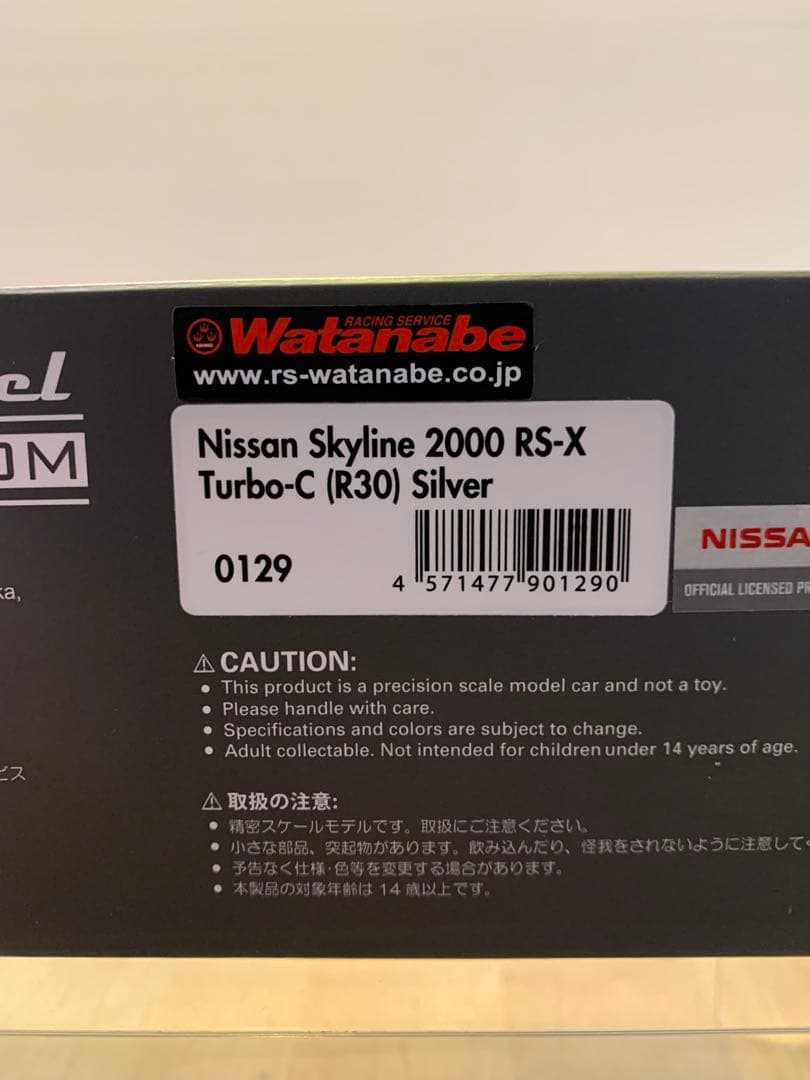 RACING SERVICE
Watanabe
www.rs-watanabe.co.jp
el
OM
Nissan Skyline 2000 RS-X
Turbo-C (R30) Silver
0129
4 571477 901290
NISSA
OFFICIAL LICENSED PR
ka,
⚠ CAUTION:
● This product is a precision scale model car and not a toy.
● Please handle with care.
● Specifications and colors are subject to change.
● Adult collectable. Not intended for children under 14 years of age.
ビス
⚠ 取扱の注意:
● 精密スケールモデルです。取扱にご注意ください。
● 小さな部品、突起物があります。飲み込んだり、怪我をされないように注意して
● 予告なく仕様・色等を変更する場合があります。
● 本製品の対象年齢は 14 歳以上です。